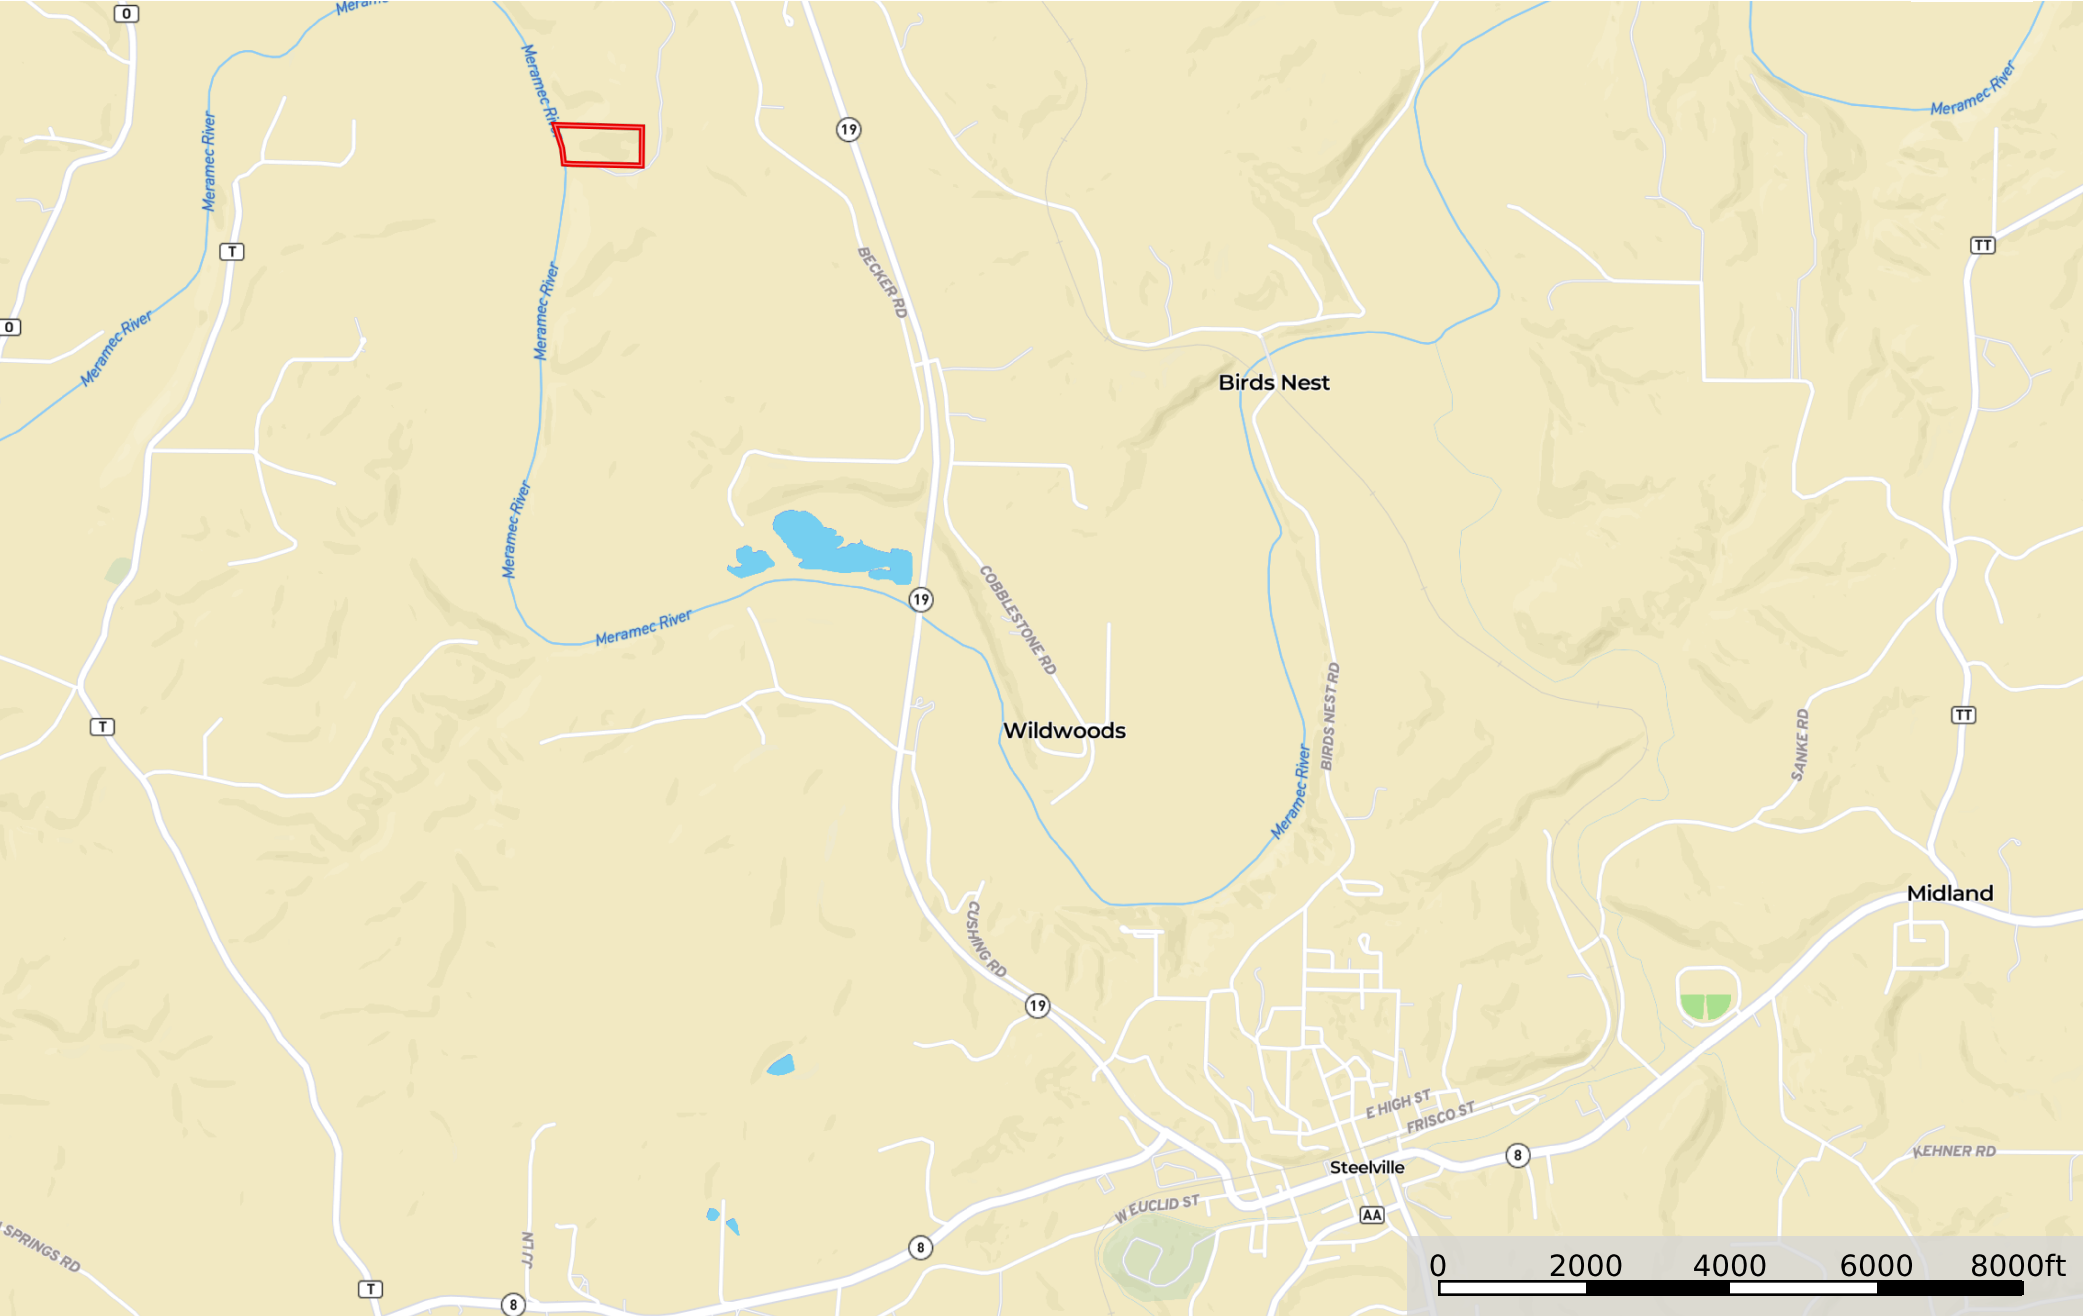 0
Meramec
Meramec River
Meramec River
Meramec River
19
T
TT
BECKER RD
Meramec River
0
Meramec River
Birds Nest
Meramec River
19
COBBLESTONE RD
Meramec River
BIRDS NEST RD
T
Wildwoods
TT
SANKE RD
Meramec River
Midland
CUSHING RD
19
E HIGH ST
FRISCO ST
8
KEHNER RD
Steelville
W EUCLID ST
AA
SPRINGS RD
JJ LN
8
T
8
0 2000 4000 6000 8000ft